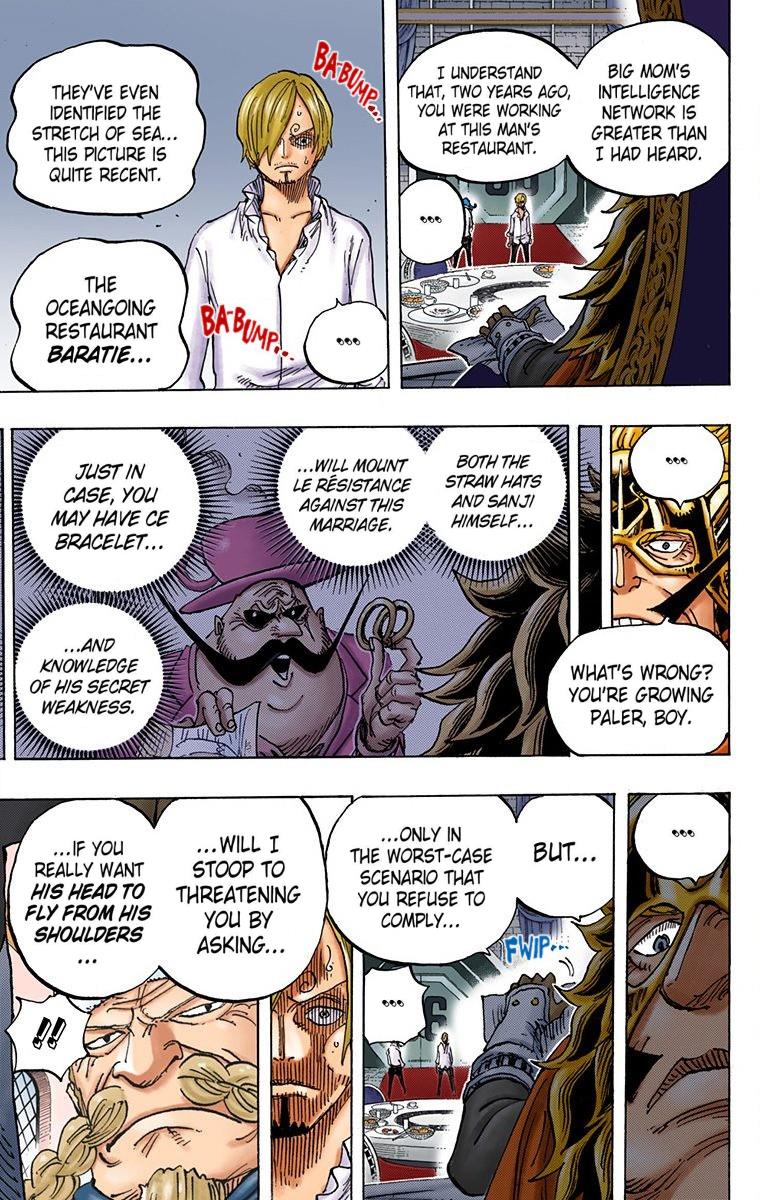 BIG MOM'S
INTELLIGENCE
NETWORK IS
GREATER THAN
I HAD HEARD.
I UNDERSTAND
THAT, TWO YEARS AGO,
YOU WERE WORKING
AT THIS MAN'S
RESTAURANT.
...
BA-BUMP...
THEY'VE EVEN
IDENTIFIED THE
STRETCH OF SEA...
THIS PICTURE IS
QUITE RECENT.
BA-BUMP...
...
THE
OCEANGOING
RESTAURANT
BARATIE...
...
WHAT'S WRONG?
YOU'RE GROWING
PALER, BOY.
BOTH THE
STRAW HATS
AND SANJI
HIMSELF...
...WILL MOUNT
LE RÉSISTANCE
AGAINST THIS
MARRIAGE.
JUST IN
CASE, YOU
MAY HAVE CE
BRACELET...
...AND
KNOWLEDGE
OF HIS SECRET
WEAKNESS.
...
BUT...
...ONLY IN
THE WORST-CASE
SCENARIO THAT
YOU REFUSE TO
COMPLY...
FWIP...
...
6
...WILL I
STOOP TO
THREATENING
YOU BY
ASKING...
...IF YOU
REALLY WANT
HIS HEAD TO
FLY FROM HIS
SHOULDERS
...
!!